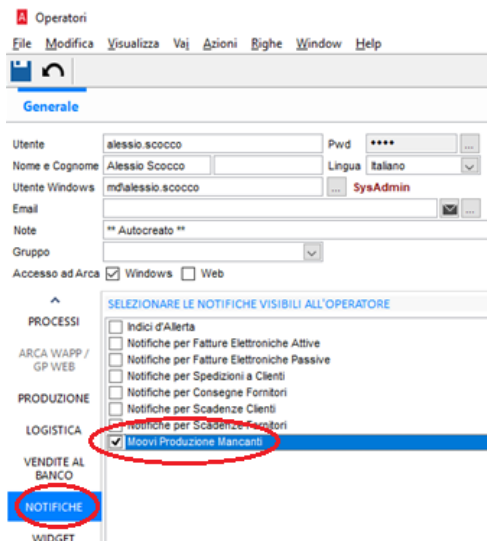 A Operatori
File Modifica Visualizza Vai Azioni Righe Window Help
Generale
Utente alessio.scocco Pwd **** ...
Nome e Cognome Alessio Scocco Lingua Italiano
Utente Windows md\alessio.scocco ... SysAdmin
Email ...
Note ** Autocreato **
Gruppo
Accesso ad Arca Windows Web
SELEZIONARE LE NOTIFICHE VISIBILI ALL'OPERATORE
PROCESSI
ARCA WAPP /
GP WEB
PRODUZIONE
LOGISTICA
VENDITE AL
BANCO
NOTIFICHE
WIDGET
Indici d'Allerta
Notifiche per Fatture Elettroniche Attive
Notifiche per Fatture Elettroniche Passive
Notifiche per Spedizioni a Clienti
Notifiche per Consegne Fornitori
Notifiche per Scadenze Clienti
Notifiche per Scadenze Fornitori
Moovi Produzione Mancanti